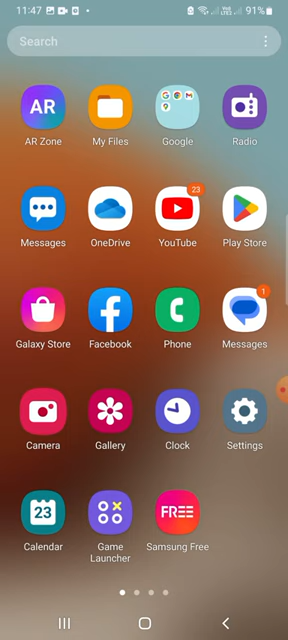 11:47
91%
Search
AR
AR Zone
My Files
Google
Radio
Messages
OneDrive
23
YouTube
Play Store
Galaxy Store
Facebook
Phone
1
Messages
Camera
Gallery
Clock
Settings
23
FREE
Calendar
Game
Launcher
Samsung Free